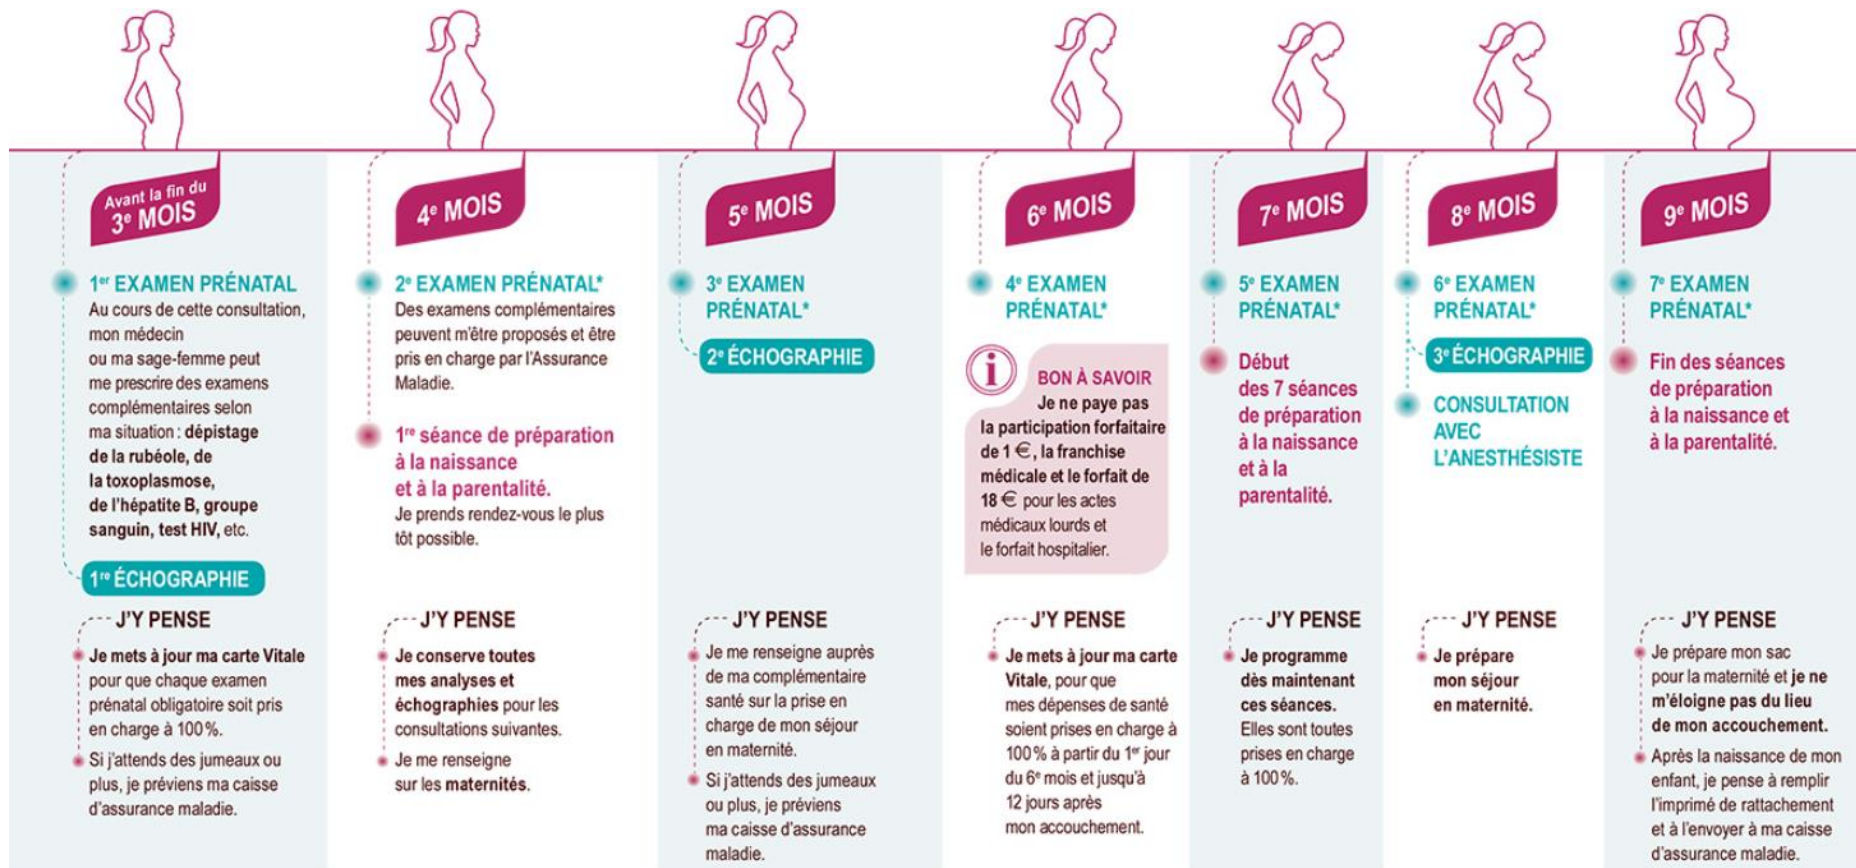 Avant la fin du
3e MOIS
1er EXAMEN PRÉNATAL
Au cours de cette consultation,
mon médecin
ou ma sage-femme peut
me prescrire des examens
complémentaires selon
ma situation : dépistage
de la rubéole, de
la toxoplasmose,
de l'hépatite B, groupe
sanguin, test HIV, etc.
1re ÉCHOGRAPHIE
J'Y PENSE
Je mets à jour ma carte Vitale
pour que chaque examen
prénatal obligatoire soit pris
en charge à 100 %.
Si j'attends des jumeaux ou
plus, je préviens ma caisse
d'assurance maladie.
4e MOIS
2e EXAMEN PRÉNATAL*
Des examens complémentaires
peuvent m'être proposés et être
pris en charge par l'Assurance
Maladie.
1re séance de préparation
à la naissance
et à la parentalité.
Je prends rendez-vous le plus
tôt possible.
J'Y PENSE
Je conserve toutes
mes analyses et
échographies pour les
consultations suivantes.
Je me renseigne
sur les maternités.
5e MOIS
3e EXAMEN
PRÉNATAL*
2e ÉCHOGRAPHIE
J'Y PENSE
Je me renseigne auprès
de ma complémentaire
santé sur la prise en
charge de mon séjour
en maternité.
Si j'attends des jumeaux
ou plus, je préviens
ma caisse d'assurance
maladie.
6e MOIS
4e EXAMEN
PRÉNATAL*
i
BON À SAVOIR
Je ne paye pas
la participation forfaitaire
de 1 €, la franchise
médicale et le forfait de
18 € pour les actes
médicaux lourds et
le forfait hospitalier.
J'Y PENSE
Je mets à jour ma carte
Vitale, pour que
mes dépenses de santé
soient prises en charge à
100 % à partir du 1er jour
du 6e mois et jusqu'à
12 jours après
mon accouchement.
7e MOIS
5e EXAMEN
PRÉNATAL*
Début
des 7 séances
de préparation
à la naissance
et à la
parentalité.
J'Y PENSE
Je programme
dès maintenant
ces séances.
Elles sont toutes
prises en charge
à 100 %.
8e MOIS
6e EXAMEN
PRÉNATAL*
3e ÉCHOGRAPHIE
CONSULTATION
AVEC
L'ANESTHÉSISTE
J'Y PENSE
Je prépare
mon séjour
en maternité.
9e MOIS
7e EXAMEN
PRÉNATAL*
Fin des séances
de préparation
à la naissance et
à la parentalité.
J'Y PENSE
Je prépare mon sac
pour la maternité et je ne
m'éloigne pas du lieu
de mon accouchement.
Après la naissance de mon
enfant, je pense à remplir
l'imprimé de rattachement
et à l'envoyer à ma caisse
d'assurance maladie.